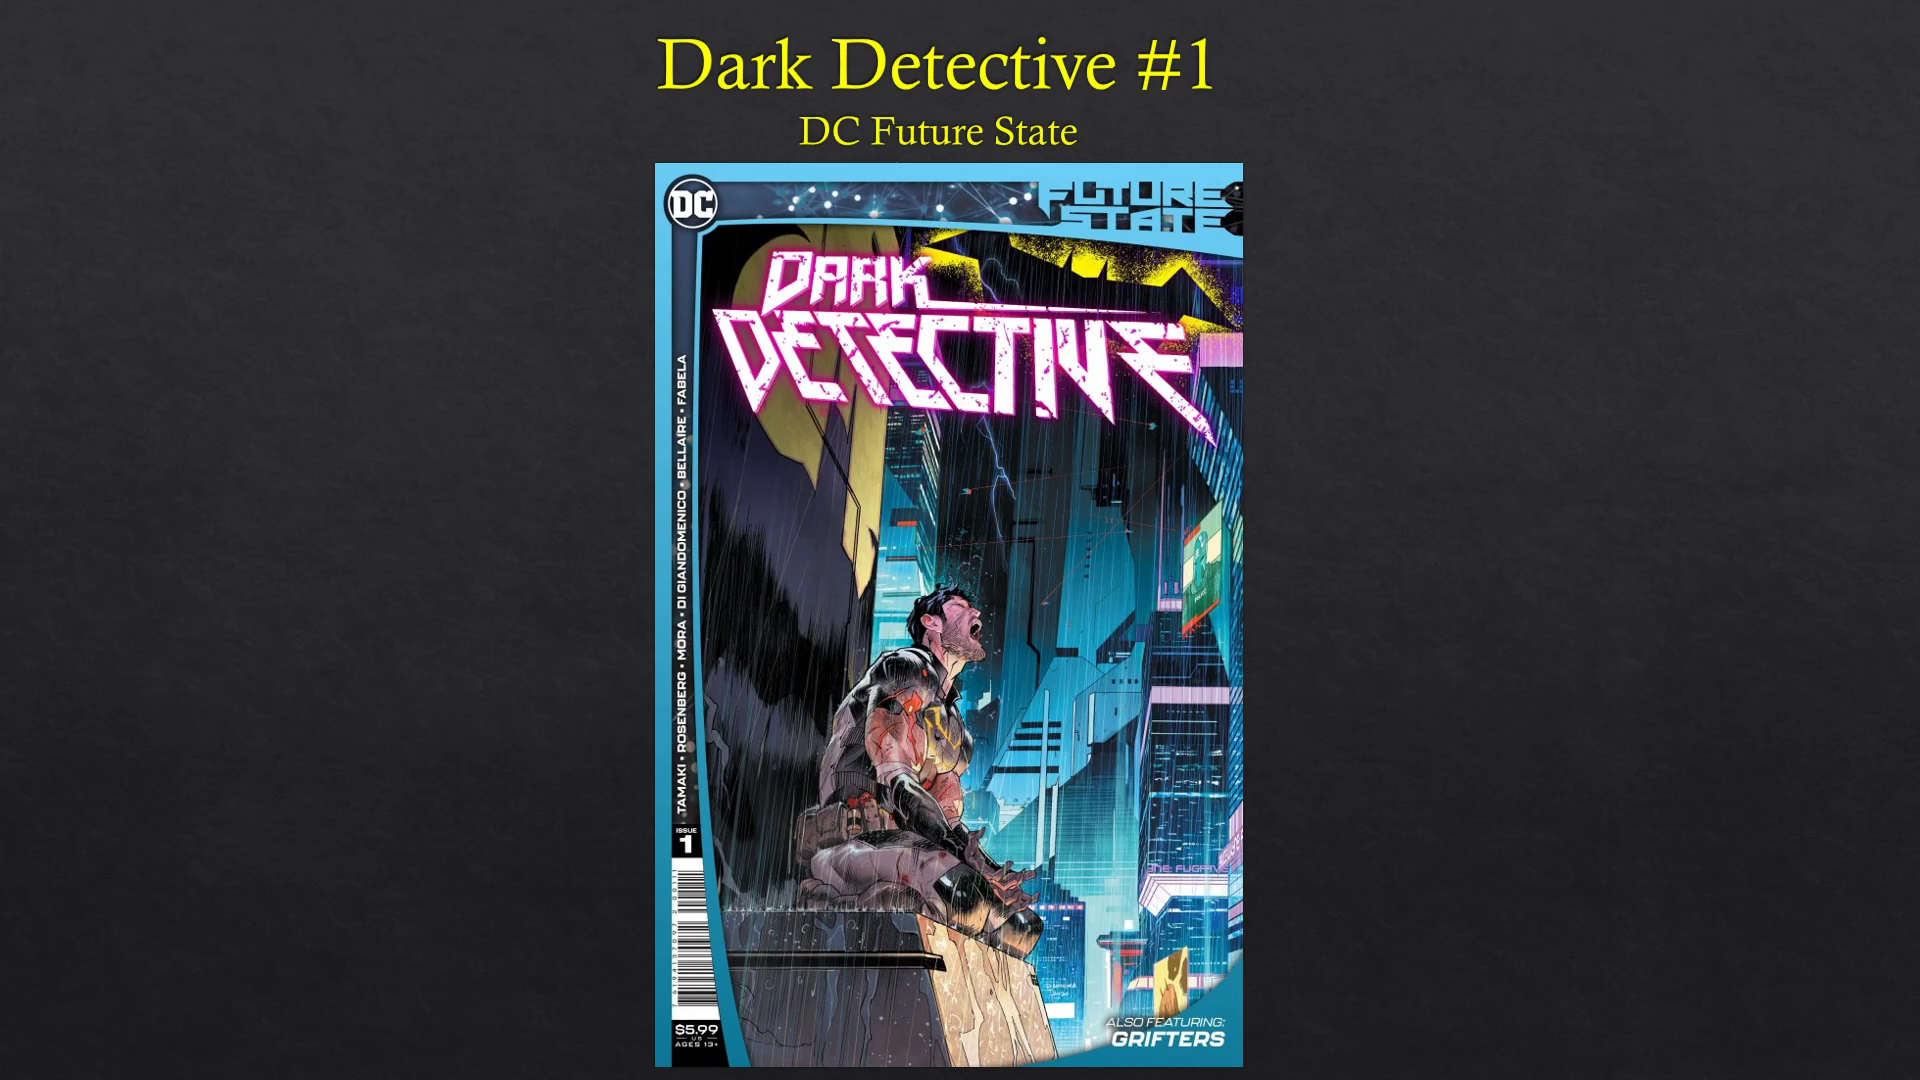 Dark Detective #1
DC Future State
DC
FUTURE
STATE
DARK
DETECTIVE
TAMAKI • ROSENBERG • MORA • DI GIANDOMENICO • BELLAIRE • FABELA
ISSUE
1
$5.99
US
AGES 13+
ALSO FEATURING:
GRIFTERS